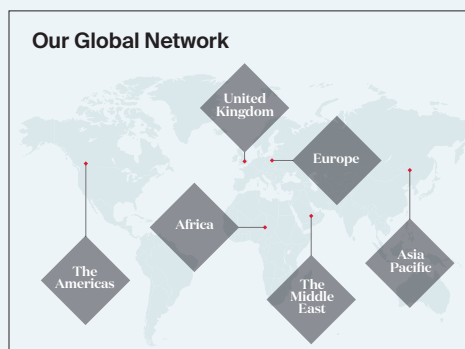 Our Global Network
United
Kingdom
Europe
Africa
The
Americas
The
Middle
East
Asia
Pacific